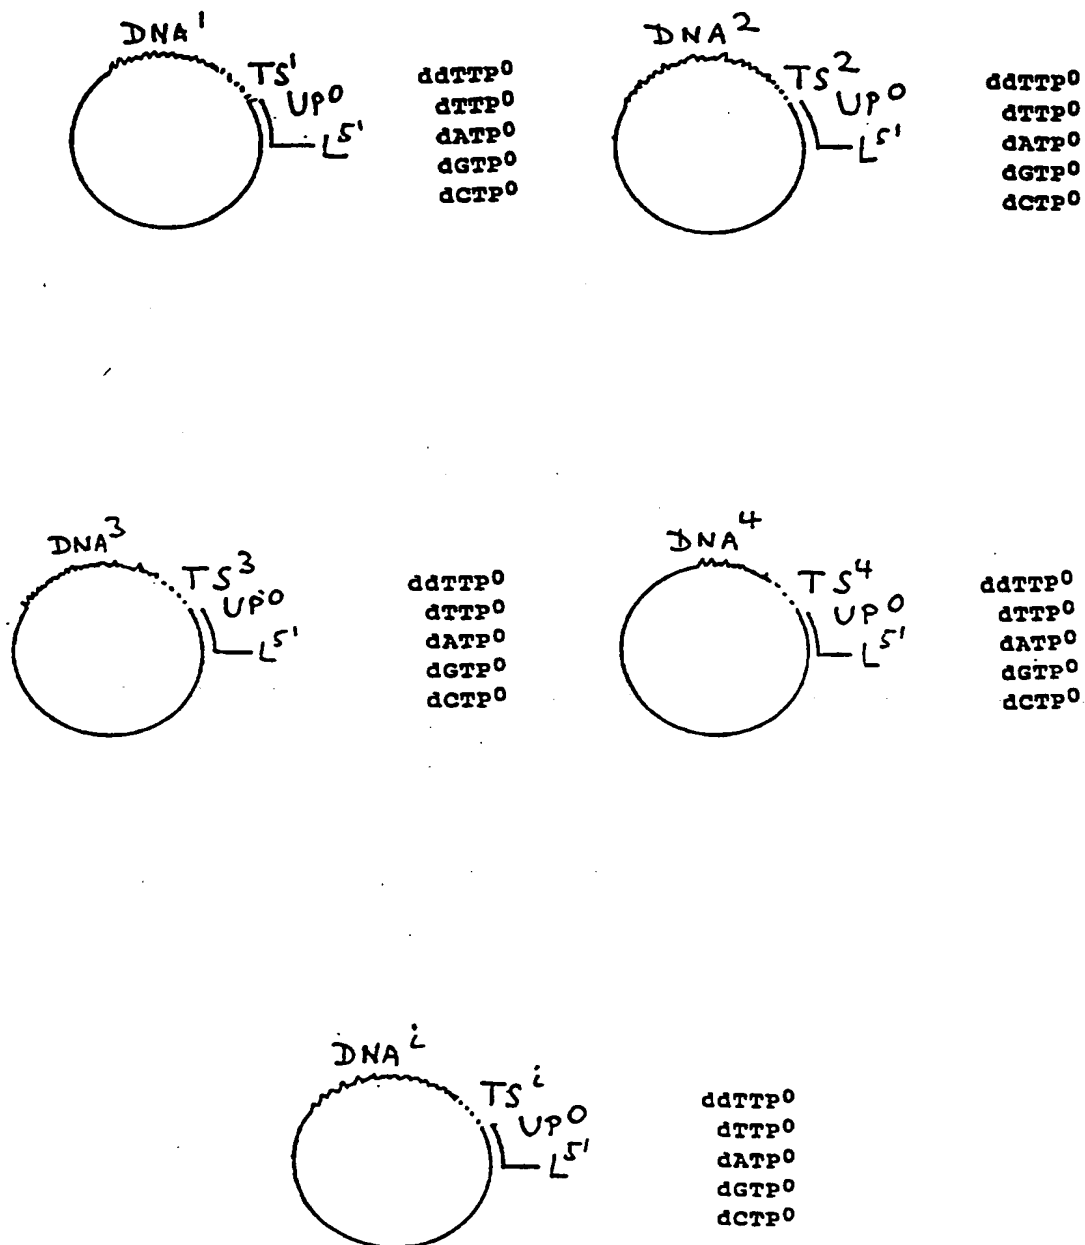 DNA¹
TS¹
UP⁰
L⁵'
ddTTP⁰
dTTP⁰
dATP⁰
dGTP⁰
dCTP⁰
DNA²
TS²
UP⁰
L⁵'
ddTTP⁰
dTTP⁰
dATP⁰
dGTP⁰
dCTP⁰
DNA³
TS³
UP⁰
L⁵'
ddTTP⁰
dTTP⁰
dATP⁰
dGTP⁰
dCTP⁰
DNA⁴
TS⁴
UP⁰
L⁵'
ddTTP⁰
dTTP⁰
dATP⁰
dGTP⁰
dCTP⁰
DNAⁱ
TSⁱ
UP⁰
L⁵'
ddTTP⁰
dTTP⁰
dATP⁰
dGTP⁰
dCTP⁰